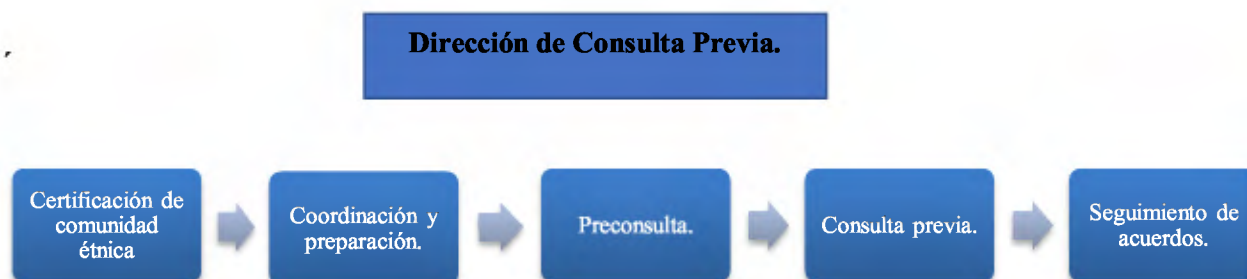 Dirección de Consulta Previa.
Certificación de
comunidad
étnica
Coordinación y
preparación.
Preconsulta.
Consulta previa.
Seguimiento de
acuerdos.